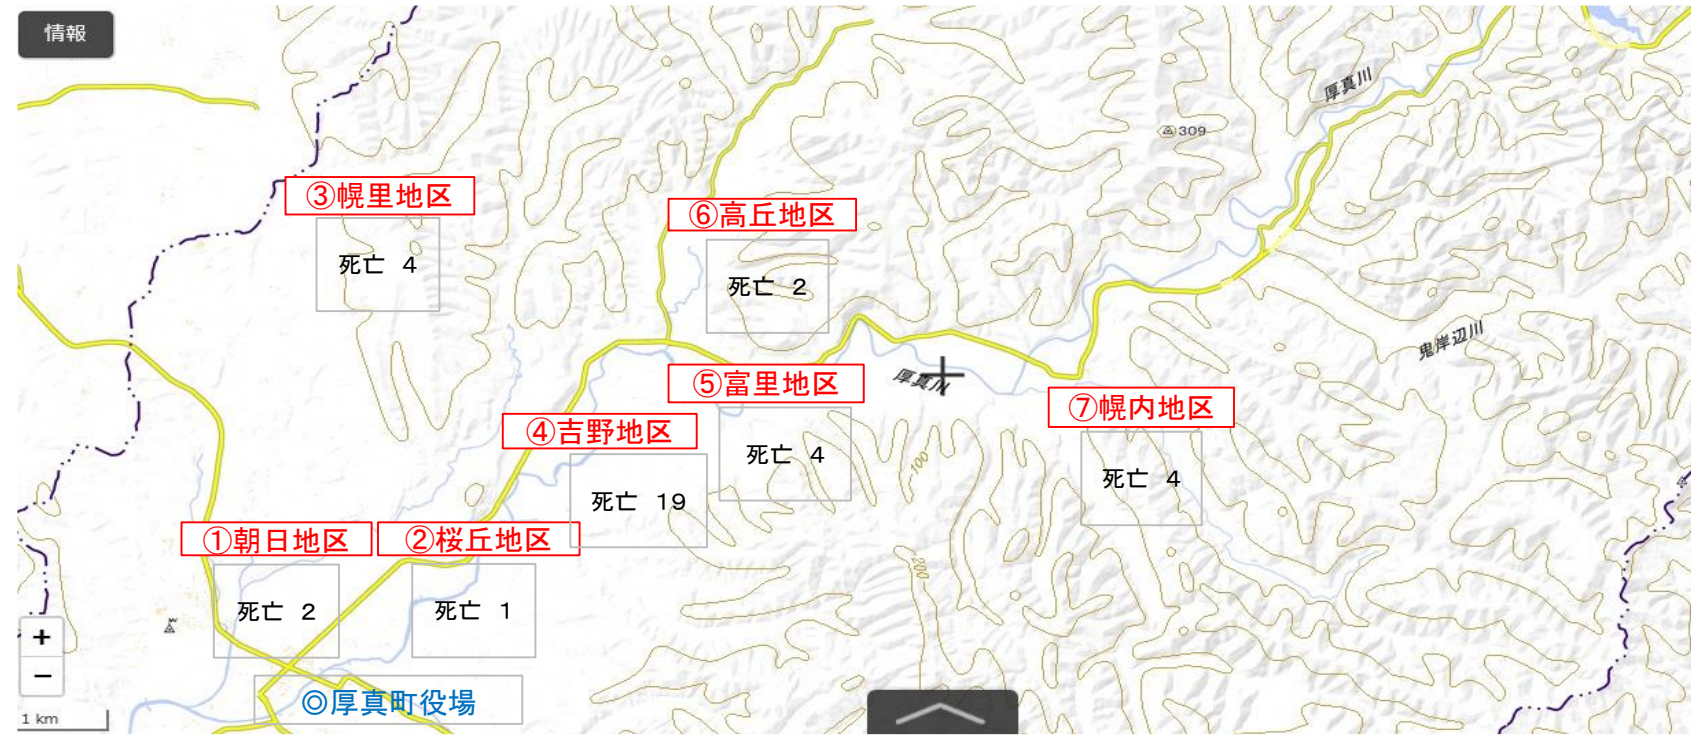 情報
厚真川
309
③幌里地区
死亡 4
⑥高丘地区
死亡 2
鬼岸辺川
厚真川
⑤富里地区
死亡 4
⑦幌内地区
死亡 4
④吉野地区
死亡 19
100
200
①朝日地区
死亡 2
②桜丘地区
死亡 1
+
−
◎厚真町役場
1 km